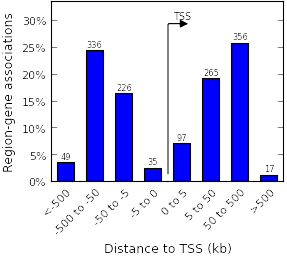 TSS
Region-gene associations
30%
25%
20%
15%
10%
5%
0%
49
336
226
35
97
265
356
17
<-500
-500 to -50
-50 to -5
-5 to 0
0 to 5
5 to 50
50 to 500
>500
Distance to TSS (kb)